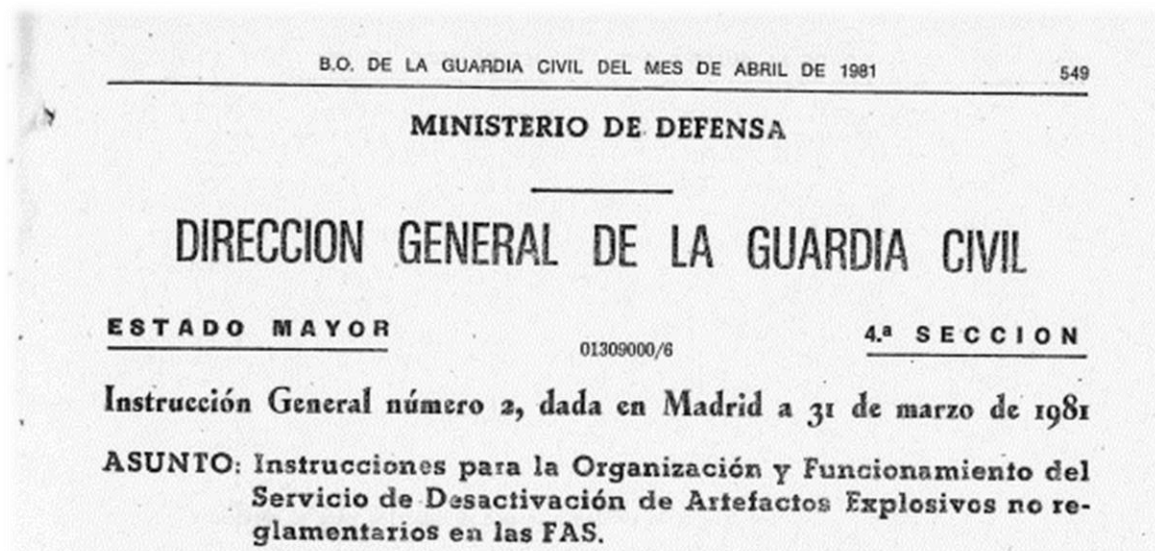 B.O. DE LA GUARDIA CIVIL DEL MES DE ABRIL DE 1981 549
MINISTERIO DE DEFENSA
DIRECCION GENERAL DE LA GUARDIA CIVIL
ESTADO MAYOR 01309000/6 4.ª SECCION
Instrucción General número 2, dada en Madrid a 31 de marzo de 1981
ASUNTO: Instrucciones para la Organización y Funcionamiento del
Servicio de Desactivación de Artefactos Explosivos no re-
glamentarios en las FAS.